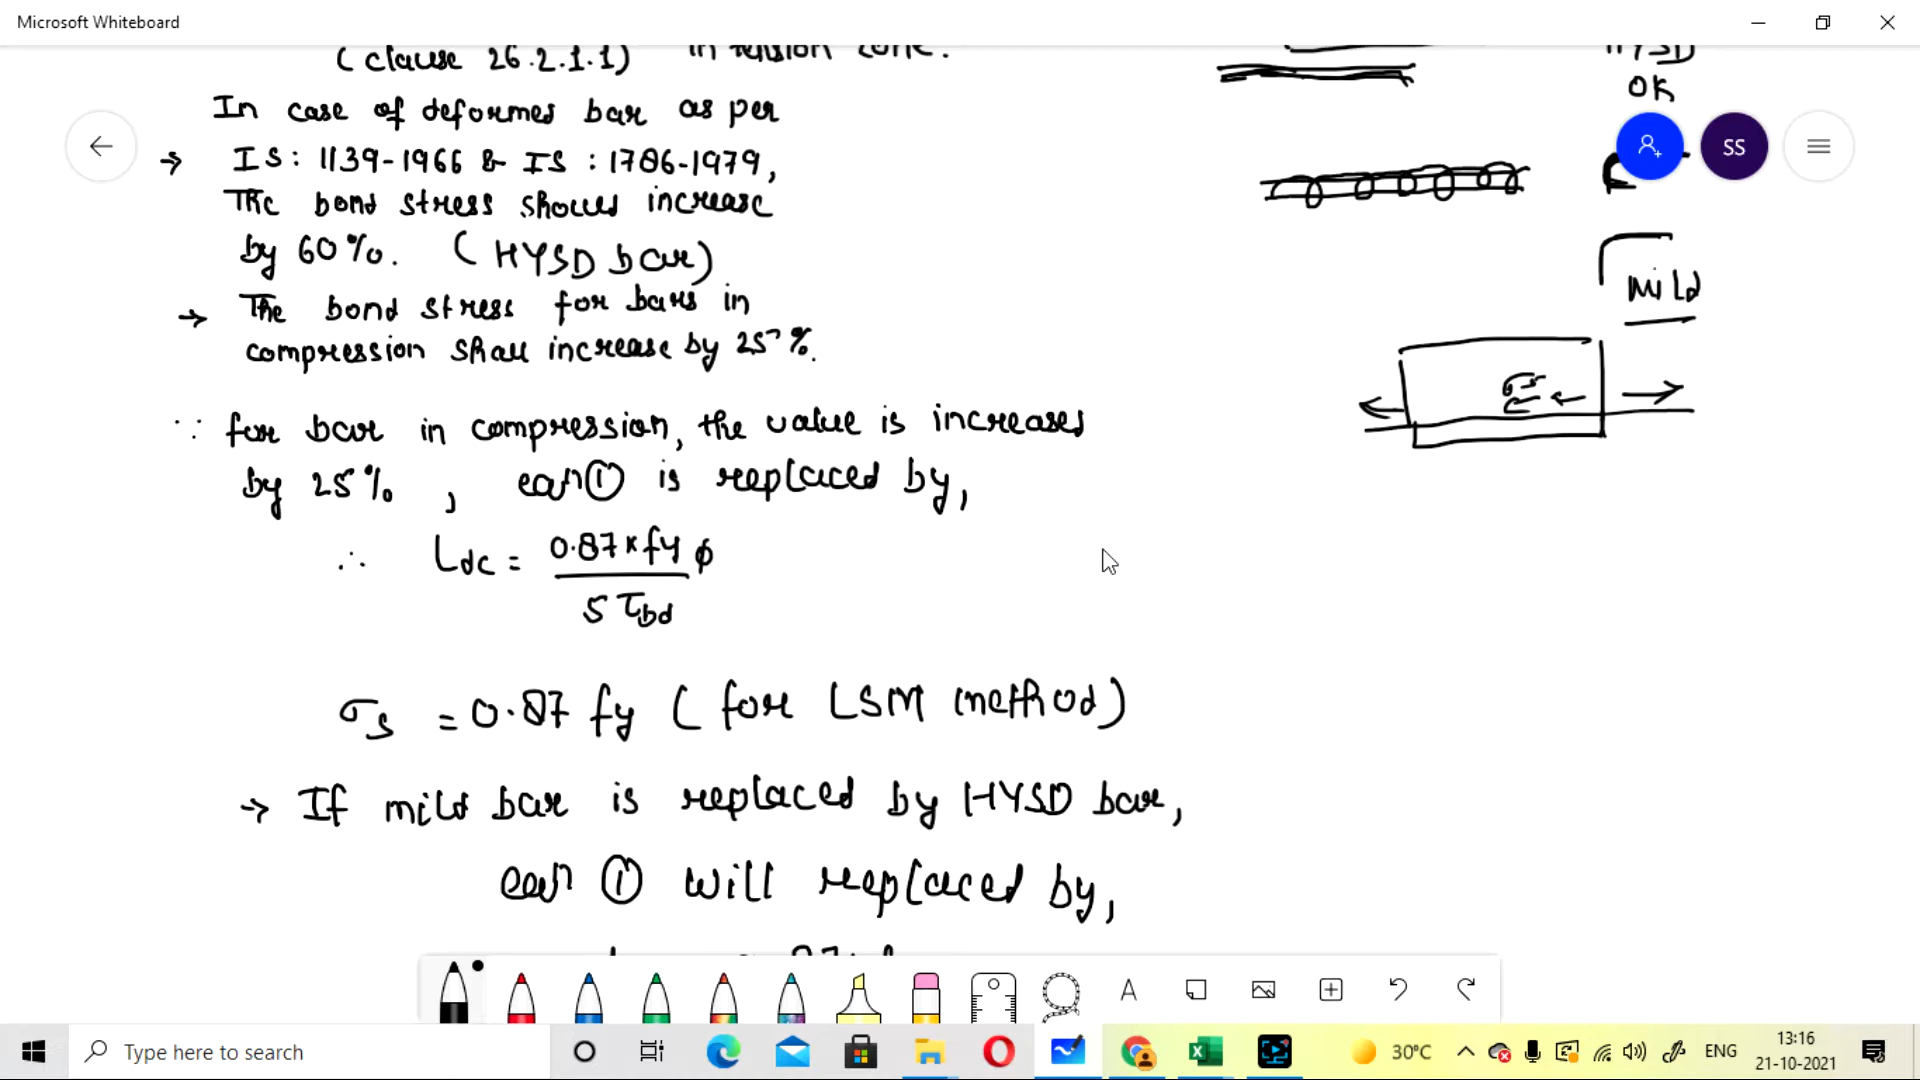 Microsoft Whiteboard
(clause 26.2.1.1) in tension zone.
HYSD
OK
In case of deformed bar as per
→ IS: 1139-1966 & IS : 1786-1979,
The bond stress should increase
by 60%. (HYSD bar)
SS
→ The bond stress for bars in
compression shall increase by 25%.
mild
∵ for bar in compression, the value is increased
by 25%, eqn ① is replaced by,
∴ Ldc = 0.87×fy φ
5 τbd
σs = 0.87 fy (for LSM method)
→ If mild bar is replaced by HYSD bar,
eqn ① will replaced by,
Type here to search
30°C
ENG
13:16
21-10-2021